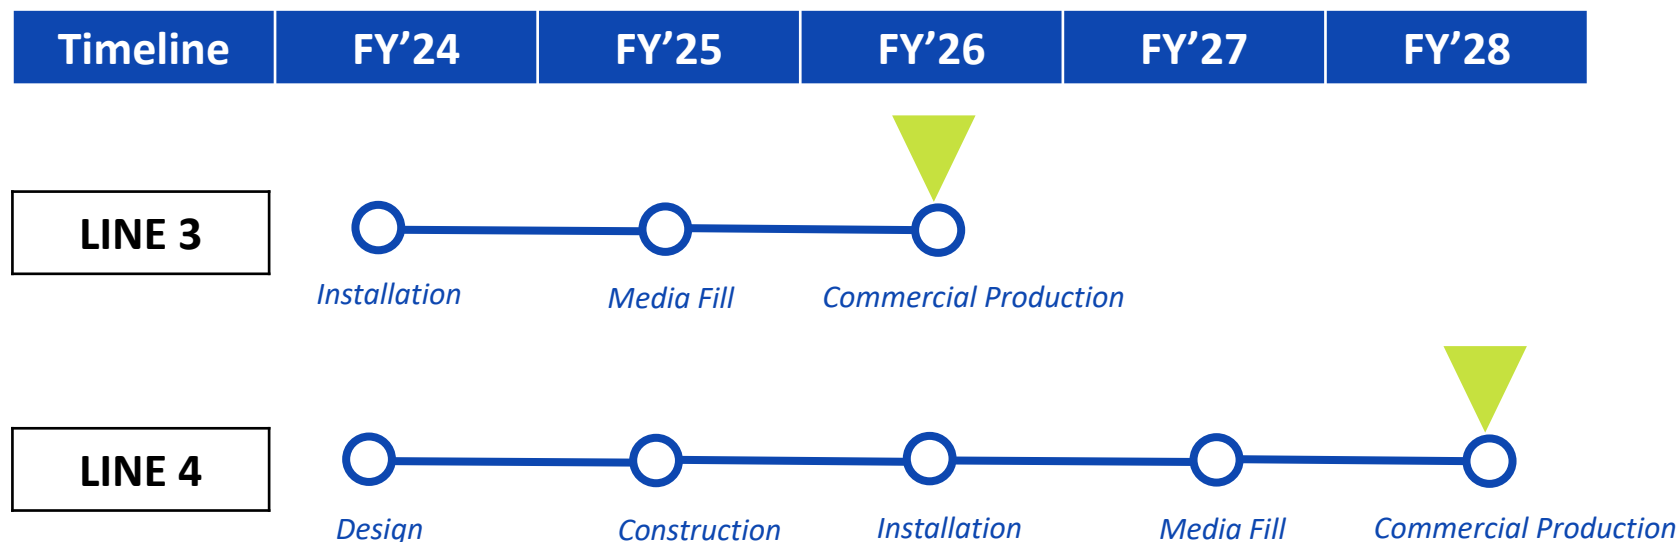 Timeline FY’24 FY’25 FY’26 FY’27 FY’28
LINE 3
Installation Media Fill Commercial Production
LINE 4
Design Construction Installation Media Fill Commercial Production